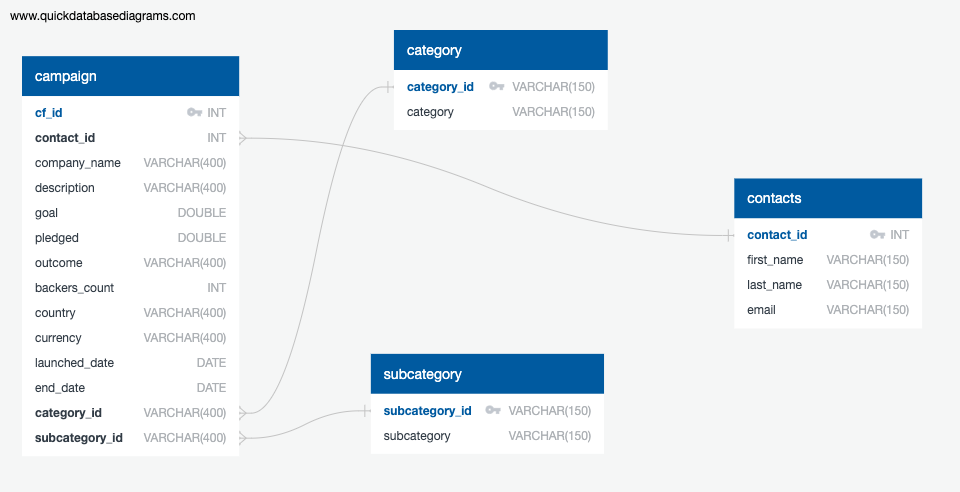 www.quickdatabasediagrams.com
campaign
cf_id INT
contact_id INT
company_name VARCHAR(400)
description VARCHAR(400)
goal DOUBLE
pledged DOUBLE
outcome VARCHAR(400)
backers_count INT
country VARCHAR(400)
currency VARCHAR(400)
launched_date DATE
end_date DATE
category_id VARCHAR(400)
subcategory_id VARCHAR(400)
category
category_id VARCHAR(150)
category VARCHAR(150)
subcategory
subcategory_id VARCHAR(150)
subcategory VARCHAR(150)
contacts
contact_id INT
first_name VARCHAR(150)
last_name VARCHAR(150)
email VARCHAR(150)